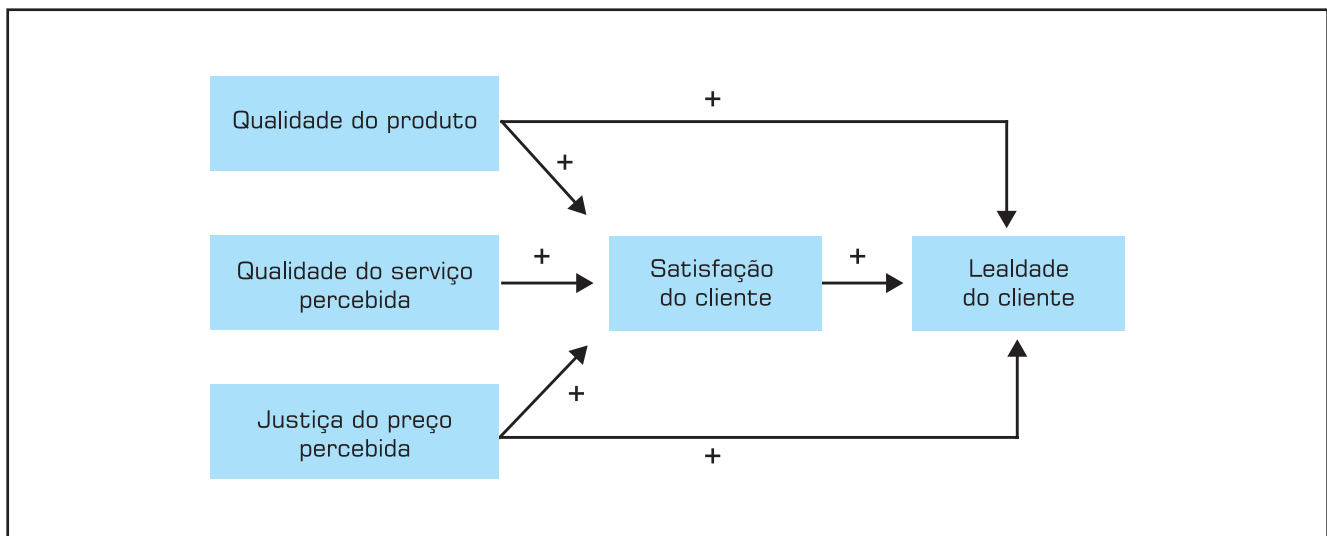 Qualidade do produto
+
+
Qualidade do serviço
percebida
+
Satisfação
do cliente
+
Lealdade
do cliente
Justiça do preço
percebida
+
+